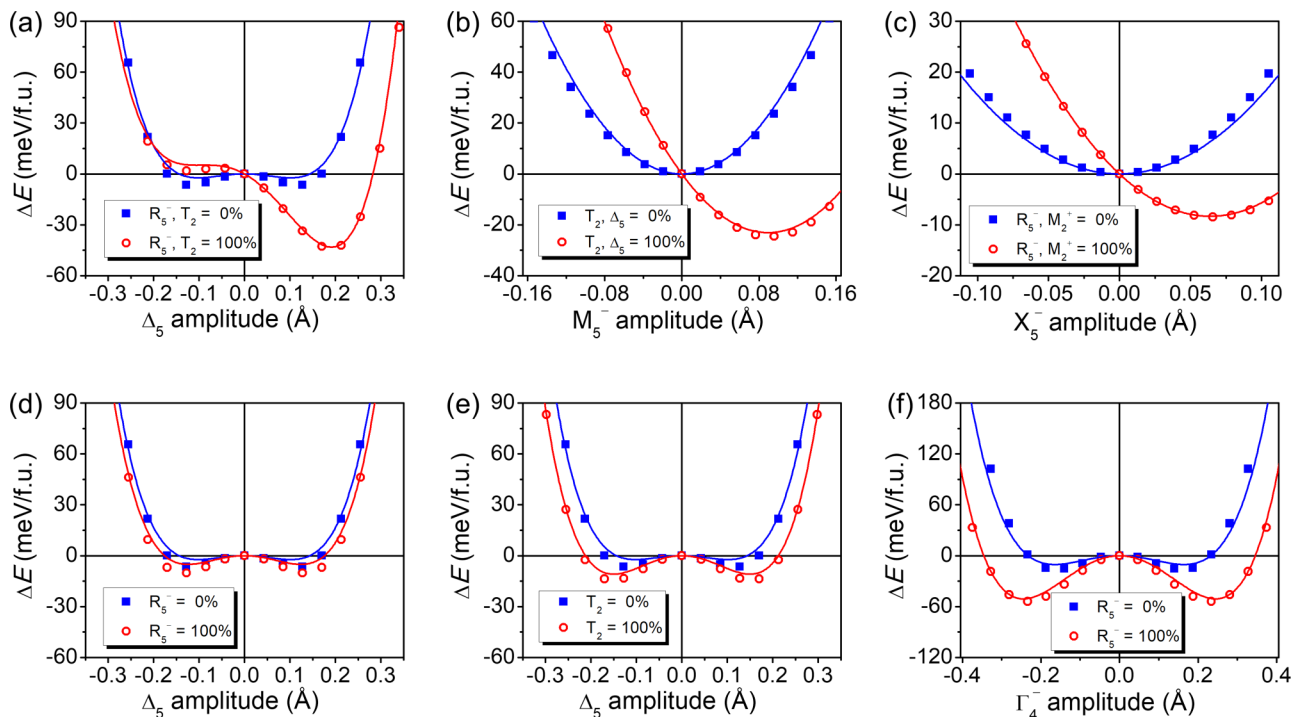 (a)
ΔE (meV/f.u.)
90
60
30
0
-30
-60
R₅⁻, T₂ = 0%
R₅⁻, T₂ = 100%
-0.3 -0.2 -0.1 0.0 0.1 0.2 0.3
Δ₅ amplitude (Å)
(b)
ΔE (meV/f.u.)
60
40
20
0
-20
-40
T₂, Δ₅ = 0%
T₂, Δ₅ = 100%
-0.16 -0.08 0.00 0.08 0.16
M₅⁻ amplitude (Å)
(c)
ΔE (meV/f.u.)
30
20
10
0
-10
-20
R₅⁻, M₂⁺ = 0%
R₅⁻, M₂⁺ = 100%
-0.10 -0.05 0.00 0.05 0.10
X₅⁻ amplitude (Å)
(d)
ΔE (meV/f.u.)
90
60
30
0
-30
-60
R₅⁻ = 0%
R₅⁻ = 100%
-0.3 -0.2 -0.1 0.0 0.1 0.2 0.3
Δ₅ amplitude (Å)
(e)
ΔE (meV/f.u.)
90
60
30
0
-30
-60
T₂ = 0%
T₂ = 100%
-0.3 -0.2 -0.1 0.0 0.1 0.2 0.3
Δ₅ amplitude (Å)
(f)
ΔE (meV/f.u.)
180
120
60
0
-60
-120
R₅⁻ = 0%
R₅⁻ = 100%
-0.4 -0.2 0.0 0.2 0.4
Γ₄⁻ amplitude (Å)